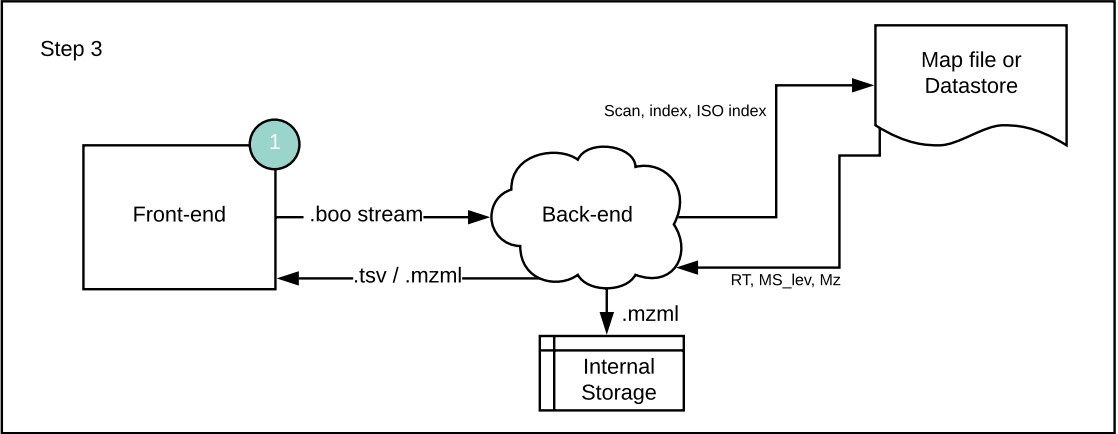 Step 3
Map file or
Datastore
Scan, index, ISO index
1
Front-end
.boo stream
Back-end
.tsv / .mzml
RT, MS_lev, Mz
.mzml
Internal
Storage